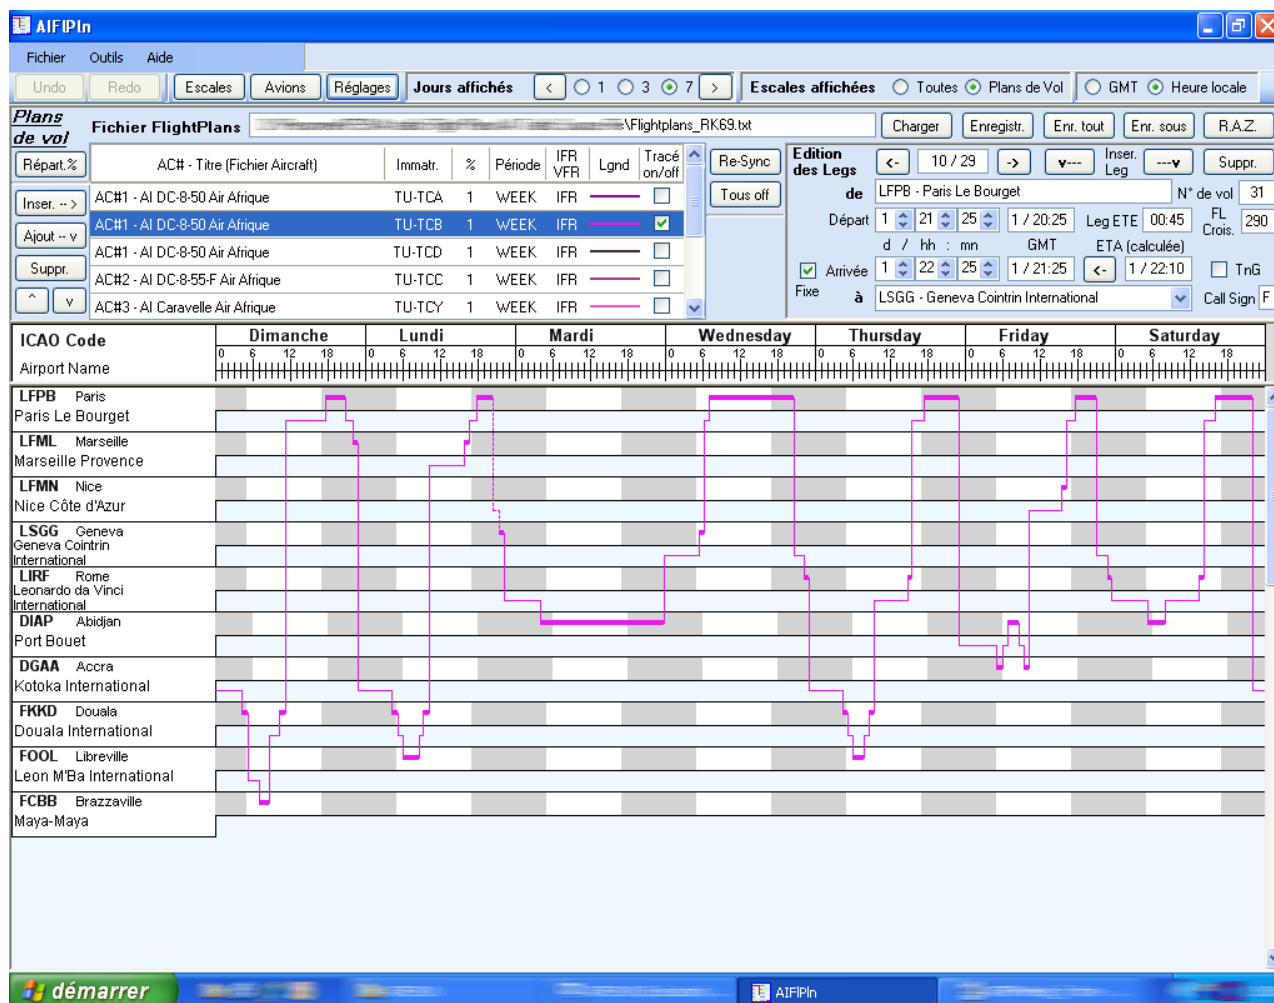 AIFlPln
Fichier Outils Aide
Undo Redo Escales Avions Réglages Jours affichés < 1 3 7 > Escales affichées Toutes Plans de Vol GMT Heure locale
Plans de vol
Fichier FlightPlans \Flightplans_RK69.txt Charger Enregistr. Enr. tout Enr. sous R.A.Z.
Répart.% AC# - Titre (Fichier Aircraft) Immatr. % Période IFR VFR Lgnd Tracé on/off Re-Sync
Edition des Legs <- 10 / 29 -> v--- Inser. Leg ---v Suppr.
Inser. -- > AC#1 - AI DC-8-50 Air Afrique TU-TCA 1 WEEK IFR Tous off
de LFPB - Paris Le Bourget N° de vol 31
Ajout -- v AC#1 - AI DC-8-50 Air Afrique TU-TCB 1 WEEK IFR
Départ 1 21 25 1 / 20:25 Leg ETE 00:45 FL Crois. 290
d / hh : mn GMT ETA (calculée)
Suppr. AC#1 - AI DC-8-50 Air Afrique TU-TCD 1 WEEK IFR
Arrivée Fixe 1 22 25 1 / 21:25 <- 1 / 22:10 TnG
^ v AC#2 - AI DC-8-55-F Air Afrique TU-TCC 1 WEEK IFR
AC#3 - AI Caravelle Air Afrique TU-TCY 1 WEEK IFR
à LSGG - Geneva Cointrin International Call Sign F
ICAO Code Dimanche Lundi Mardi Wednesday Thursday Friday Saturday
0 6 12 18 0 6 12 18 0 6 12 18 0 6 12 18 0 6 12 18 0 6 12 18 0 6 12 18
Airport Name
LFPB Paris
Paris Le Bourget
LFML Marseille
Marseille Provence
LFMN Nice
Nice Côte d'Azur
LSGG Geneva
Geneva Cointrin
International
LIRF Rome
Leonardo da Vinci
International
DIAP Abidjan
Port Bouet
DGAA Accra
Kotoka International
FKKD Douala
Douala International
FOOL Libreville
Leon M'Ba International
FCBB Brazzaville
Maya-Maya
démarrer AIFlPln